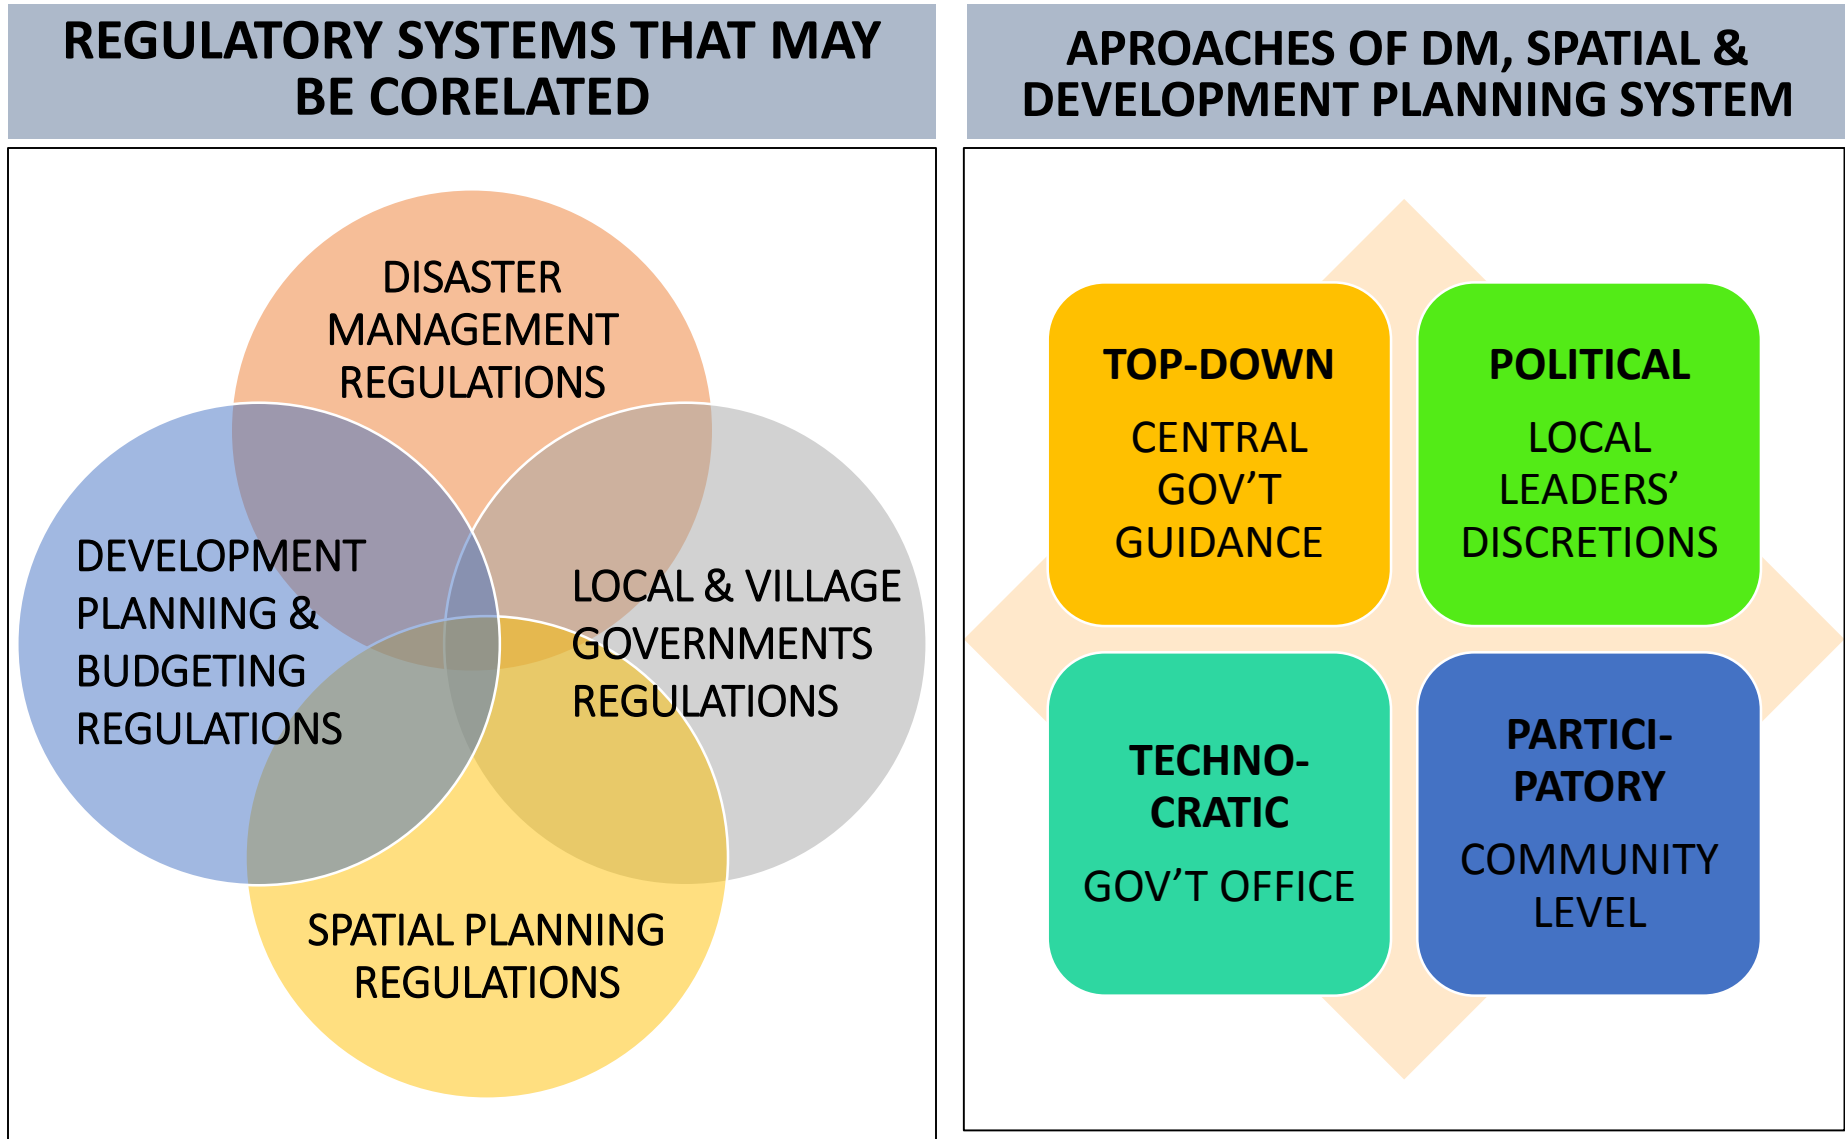 REGULATORY SYSTEMS THAT MAY
BE CORELATED
DISASTER
MANAGEMENT
REGULATIONS
DEVELOPMENT
PLANNING &
BUDGETING
REGULATIONS
LOCAL & VILLAGE
GOVERNMENTS
REGULATIONS
SPATIAL PLANNING
REGULATIONS
APROACHES OF DM, SPATIAL &
DEVELOPMENT PLANNING SYSTEM
TOP-DOWN
CENTRAL
GOV’T
GUIDANCE
POLITICAL
LOCAL
LEADERS’
DISCRETIONS
TECHNO-
CRATIC
GOV’T OFFICE
PARTICI-
PATORY
COMMUNITY
LEVEL